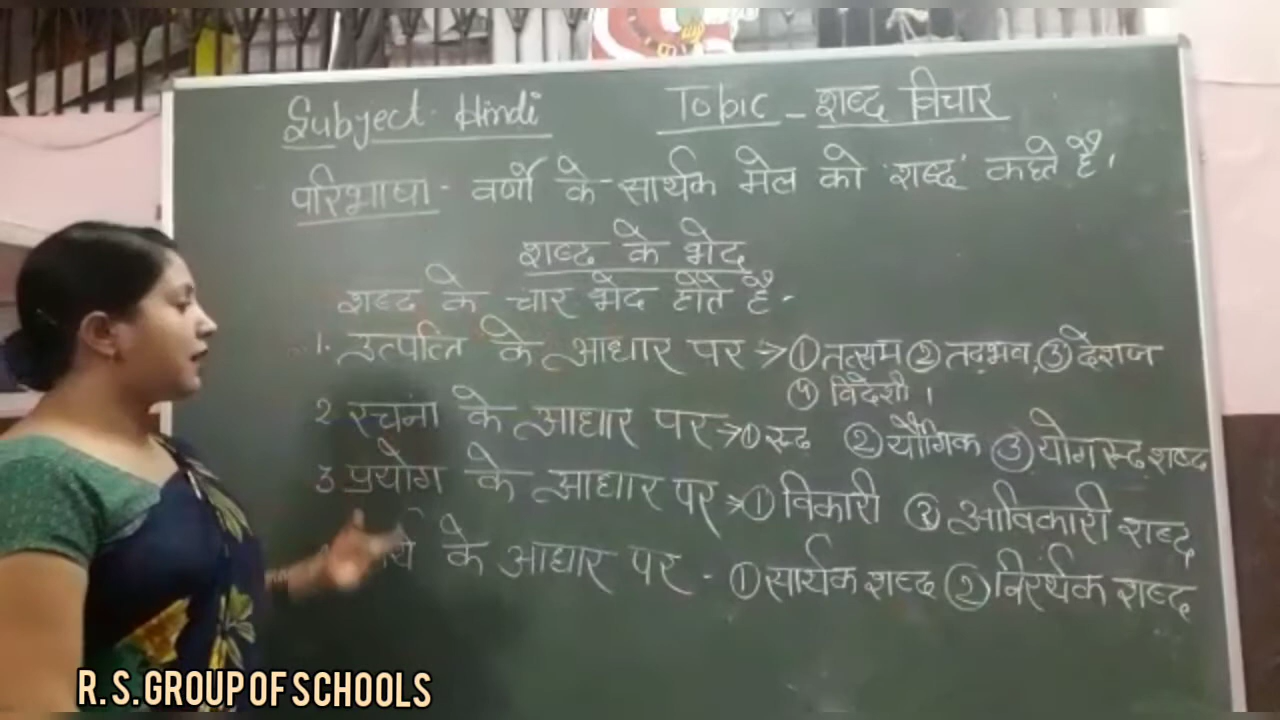 Subject- Hindi Topic - शब्द विचार
परिभाषा - वर्णों के सार्थक मेल को 'शब्द' कहते हैं।
शब्द के भेद
शब्द के चार भेद होते हैं -
1. उत्पत्ति के आधार पर → ① तत्सम ② तद्भव, ③ देशज
④ विदेशी ।
2. रचना के आधार पर → ① रूढ ② यौगिक ③ योगरूढ शब्द
3. प्रयोग के आधार पर → ① विकारी ② अविकारी शब्द
के आधार पर - ① सार्थक शब्द ② निरर्थक शब्द
R. S. GROUP OF SCHOOLS